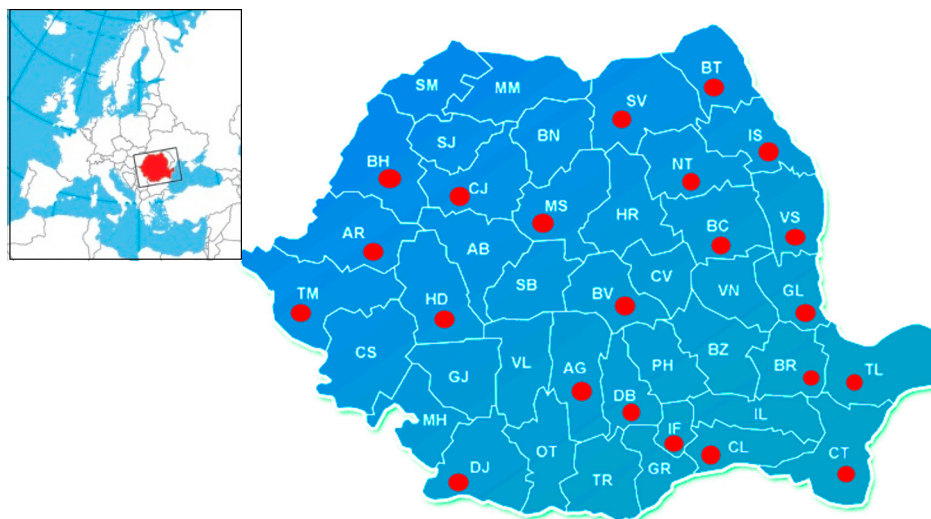 BT
SM
MM
SV
BN
IS
SJ
BH
NT
CJ
MS
HR
VS
BC
AR
AB
CV
SB
BV
VN
GL
TM
HD
CS
VL
BZ
GJ
AG
PH
BR
TL
DB
MH
IL
IF
OT
CL
CT
DJ
TR
GR